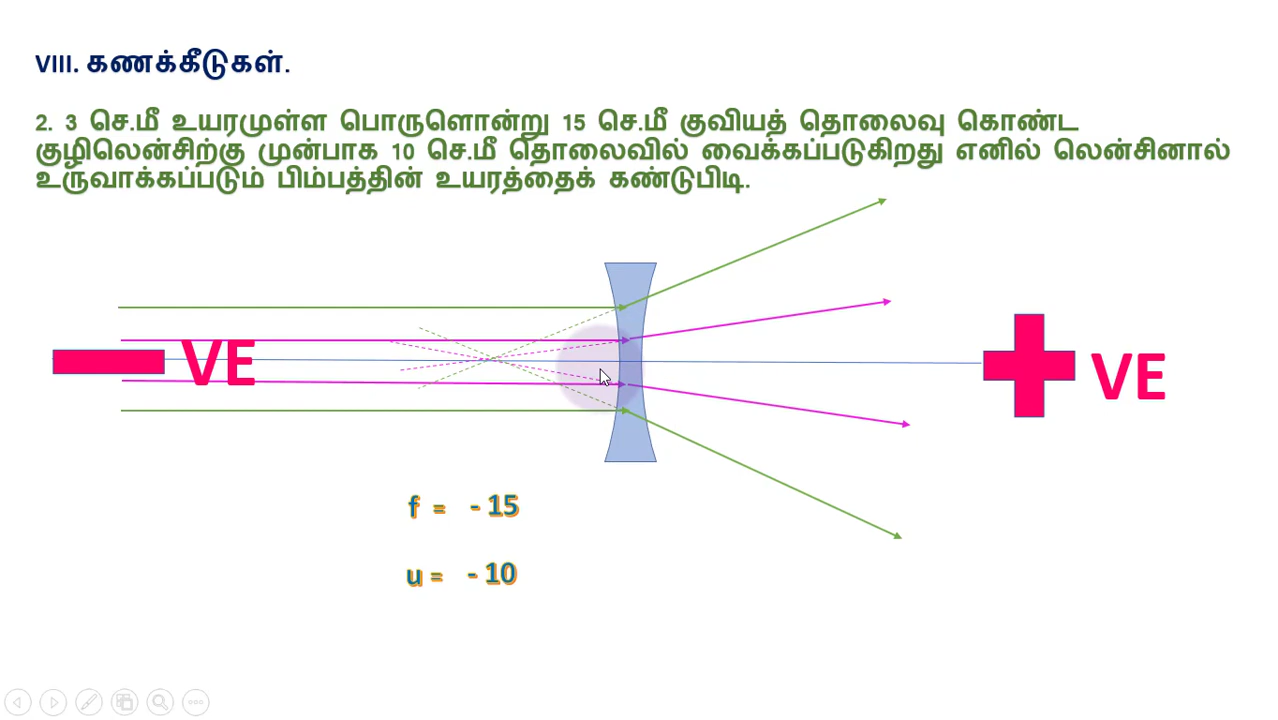 VIII. கணக்கீடுகள்.
2. 3 செ.மீ உயரமுள்ள பொருளொன்று 15 செ.மீ குவியத் தொலைவு கொண்ட
குழிலென்சிற்கு முன்பாக 10 செ.மீ தொலைவில் வைக்கப்படுகிறது எனில் லென்சினால்
உருவாக்கப்படும் பிம்பத்தின் உயரத்தைக் கண்டுபிடி.
VE
VE
f = - 15
u = - 10